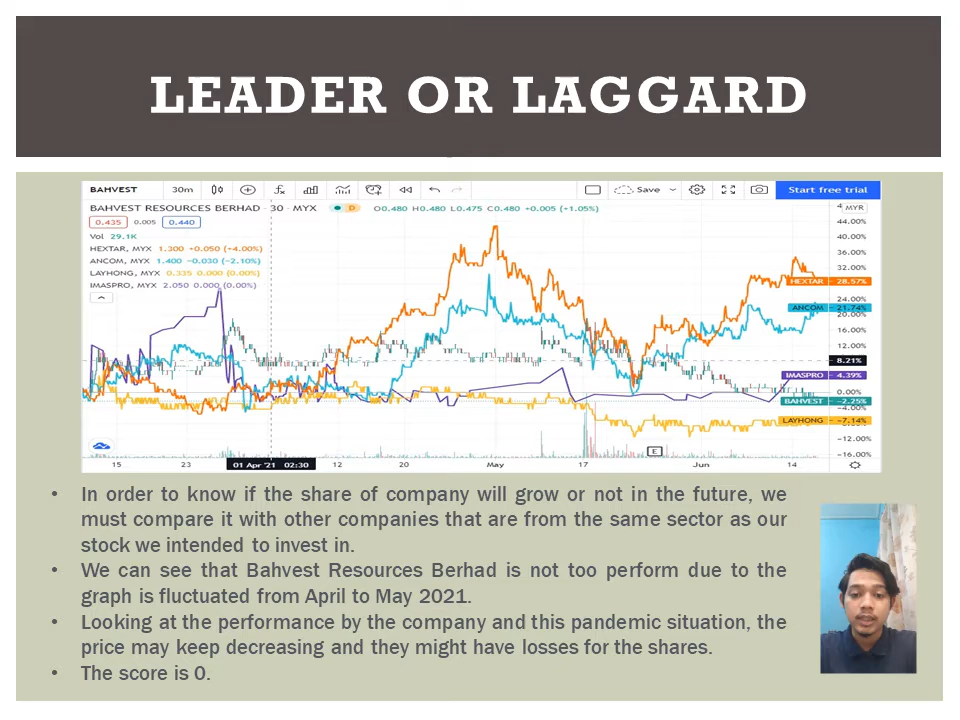 LEADER OR LAGGARD
BAHVEST 30m Save Start free trial
BAHVEST RESOURCES BERHAD · 30 · MYX D O0.480 H0.480 L0.475 C0.480 +0.005 (+1.05%)
MYR
0.435 0.005 0.440
Vol 29.1K
HEXTAR, MYX 1.300 +0.050 (+4.00%)
ANCOM, MYX 1.400 −0.030 (−2.10%)
LAYHONG, MYX 0.335 0.000 (0.00%)
IMASPRO, MYX 2.050 0.000 (0.00%)
44.00%
40.00%
36.00%
32.00%
HEXTAR 28.57%
24.00%
ANCOM 21.74%
20.00%
16.00%
12.00%
8.21%
IMASPRO 4.39%
0.00%
BAHVEST −2.25%
−4.00%
LAYHONG −7.14%
−12.00%
−16.00%
E
15 23 01 Apr '21 02:30 12 20 May 17 Jun 14
• In order to know if the share of company will grow or not in the future, we
must compare it with other companies that are from the same sector as our
stock we intended to invest in.
• We can see that Bahvest Resources Berhad is not too perform due to the
graph is fluctuated from April to May 2021.
• Looking at the performance by the company and this pandemic situation, the
price may keep decreasing and they might have losses for the shares.
• The score is 0.